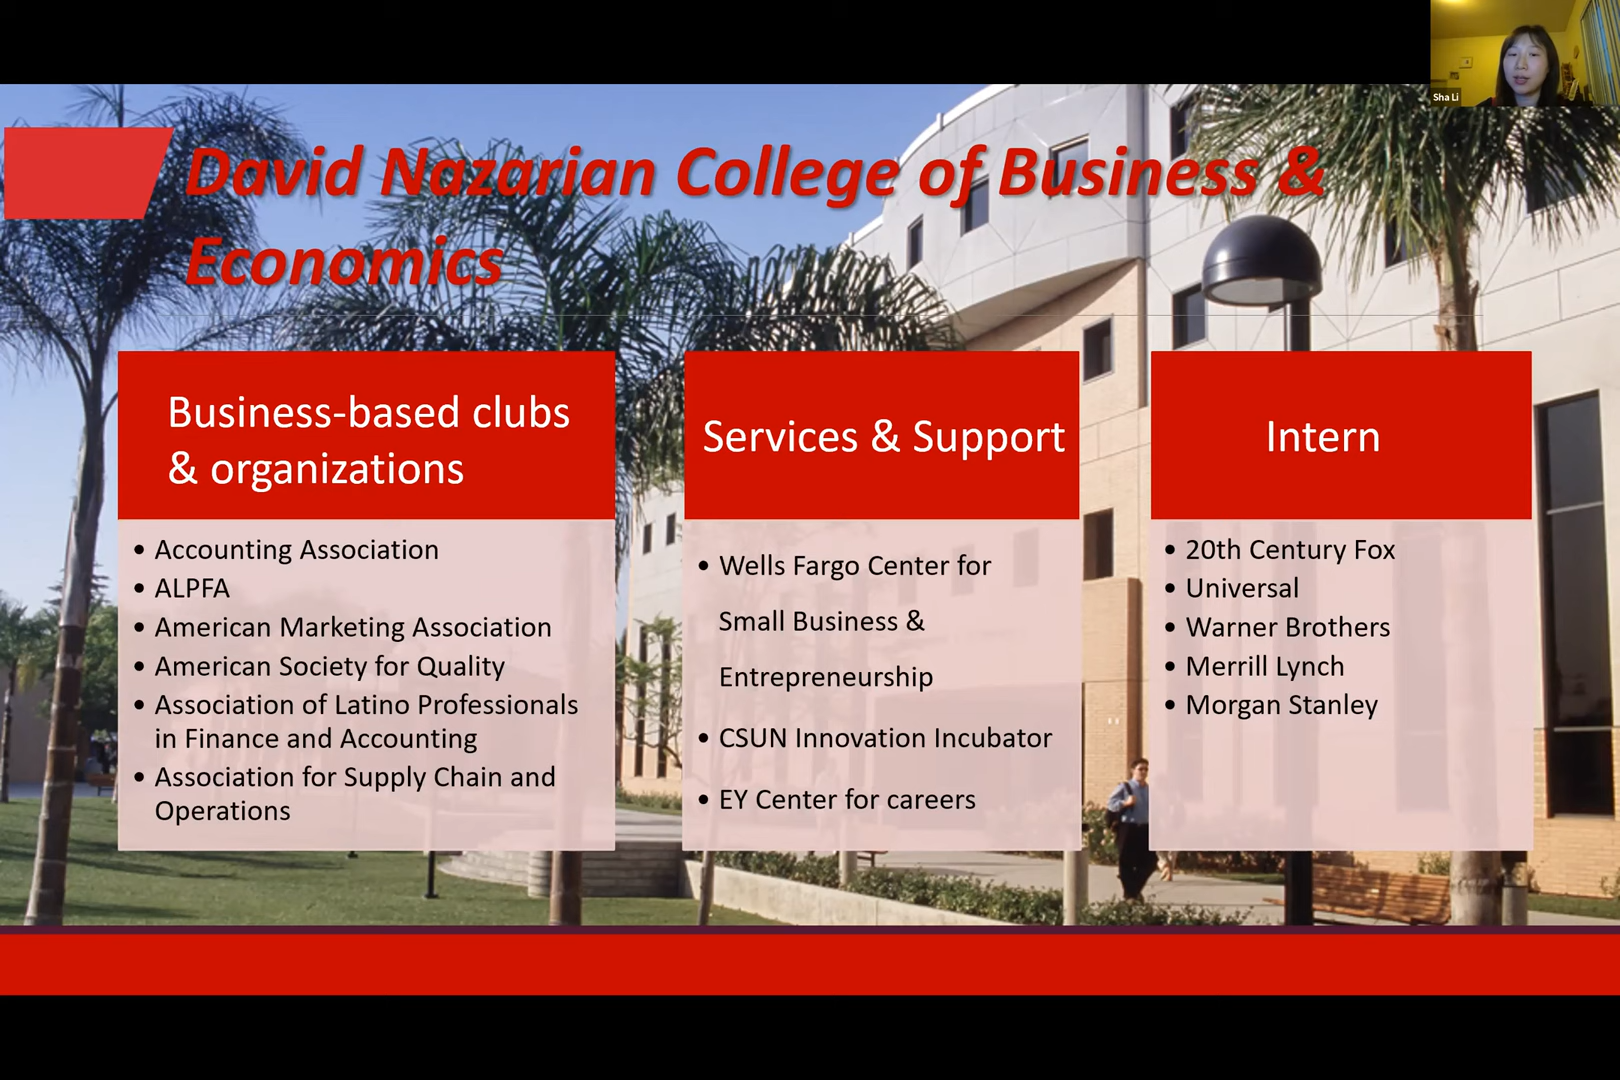 Sha Li
David Nazarian College of Business &
Economics
Business-based clubs
& organizations
• Accounting Association
• ALPFA
• American Marketing Association
• American Society for Quality
• Association of Latino Professionals
in Finance and Accounting
• Association for Supply Chain and
Operations
Services & Support
• Wells Fargo Center for
Small Business &
Entrepreneurship
• CSUN Innovation Incubator
• EY Center for careers
Intern
• 20th Century Fox
• Universal
• Warner Brothers
• Merrill Lynch
• Morgan Stanley